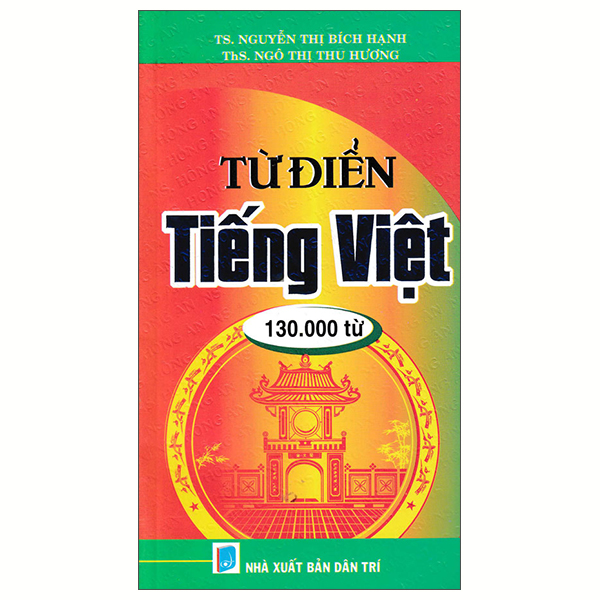 TS. NGUYỄN THỊ BÍCH HẠNH
ThS. NGÔ THỊ THU HƯƠNG
TỪ ĐIỂN
Tiếng Việt
130.000 từ
NHÀ XUẤT BẢN DÂN TRÍ